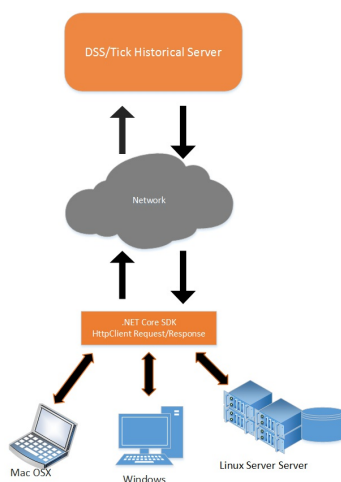 DSS/Tick Historical Server
Network
.NET Core SDK
HttpClient Request/Response
Mac OSX
Windows
Linux Server Server